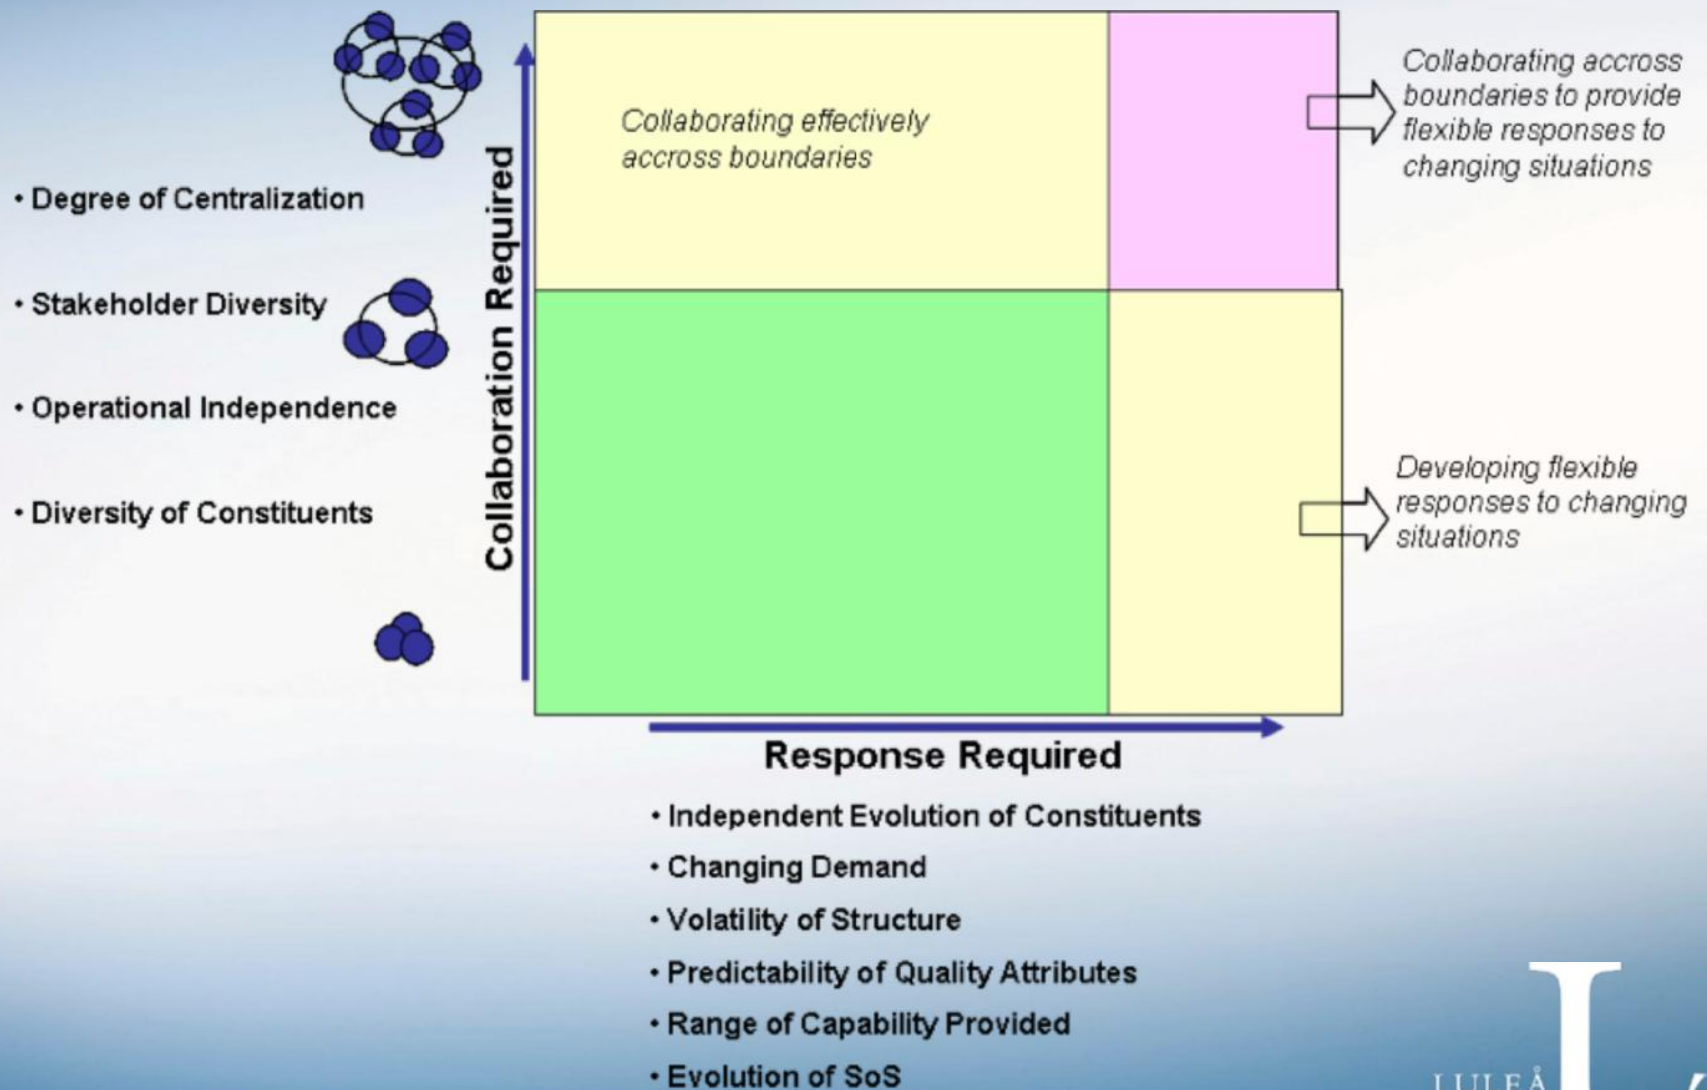 Collaborating effectively
accross boundaries
Collaborating accross
boundaries to provide
flexible responses to
changing situations
• Degree of Centralization
• Stakeholder Diversity
• Operational Independence
• Diversity of Constituents
Collaboration Required
Developing flexible
responses to changing
situations
Response Required
• Independent Evolution of Constituents
• Changing Demand
• Volatility of Structure
• Predictability of Quality Attributes
• Range of Capability Provided
• Evolution of SoS
LULEÅ